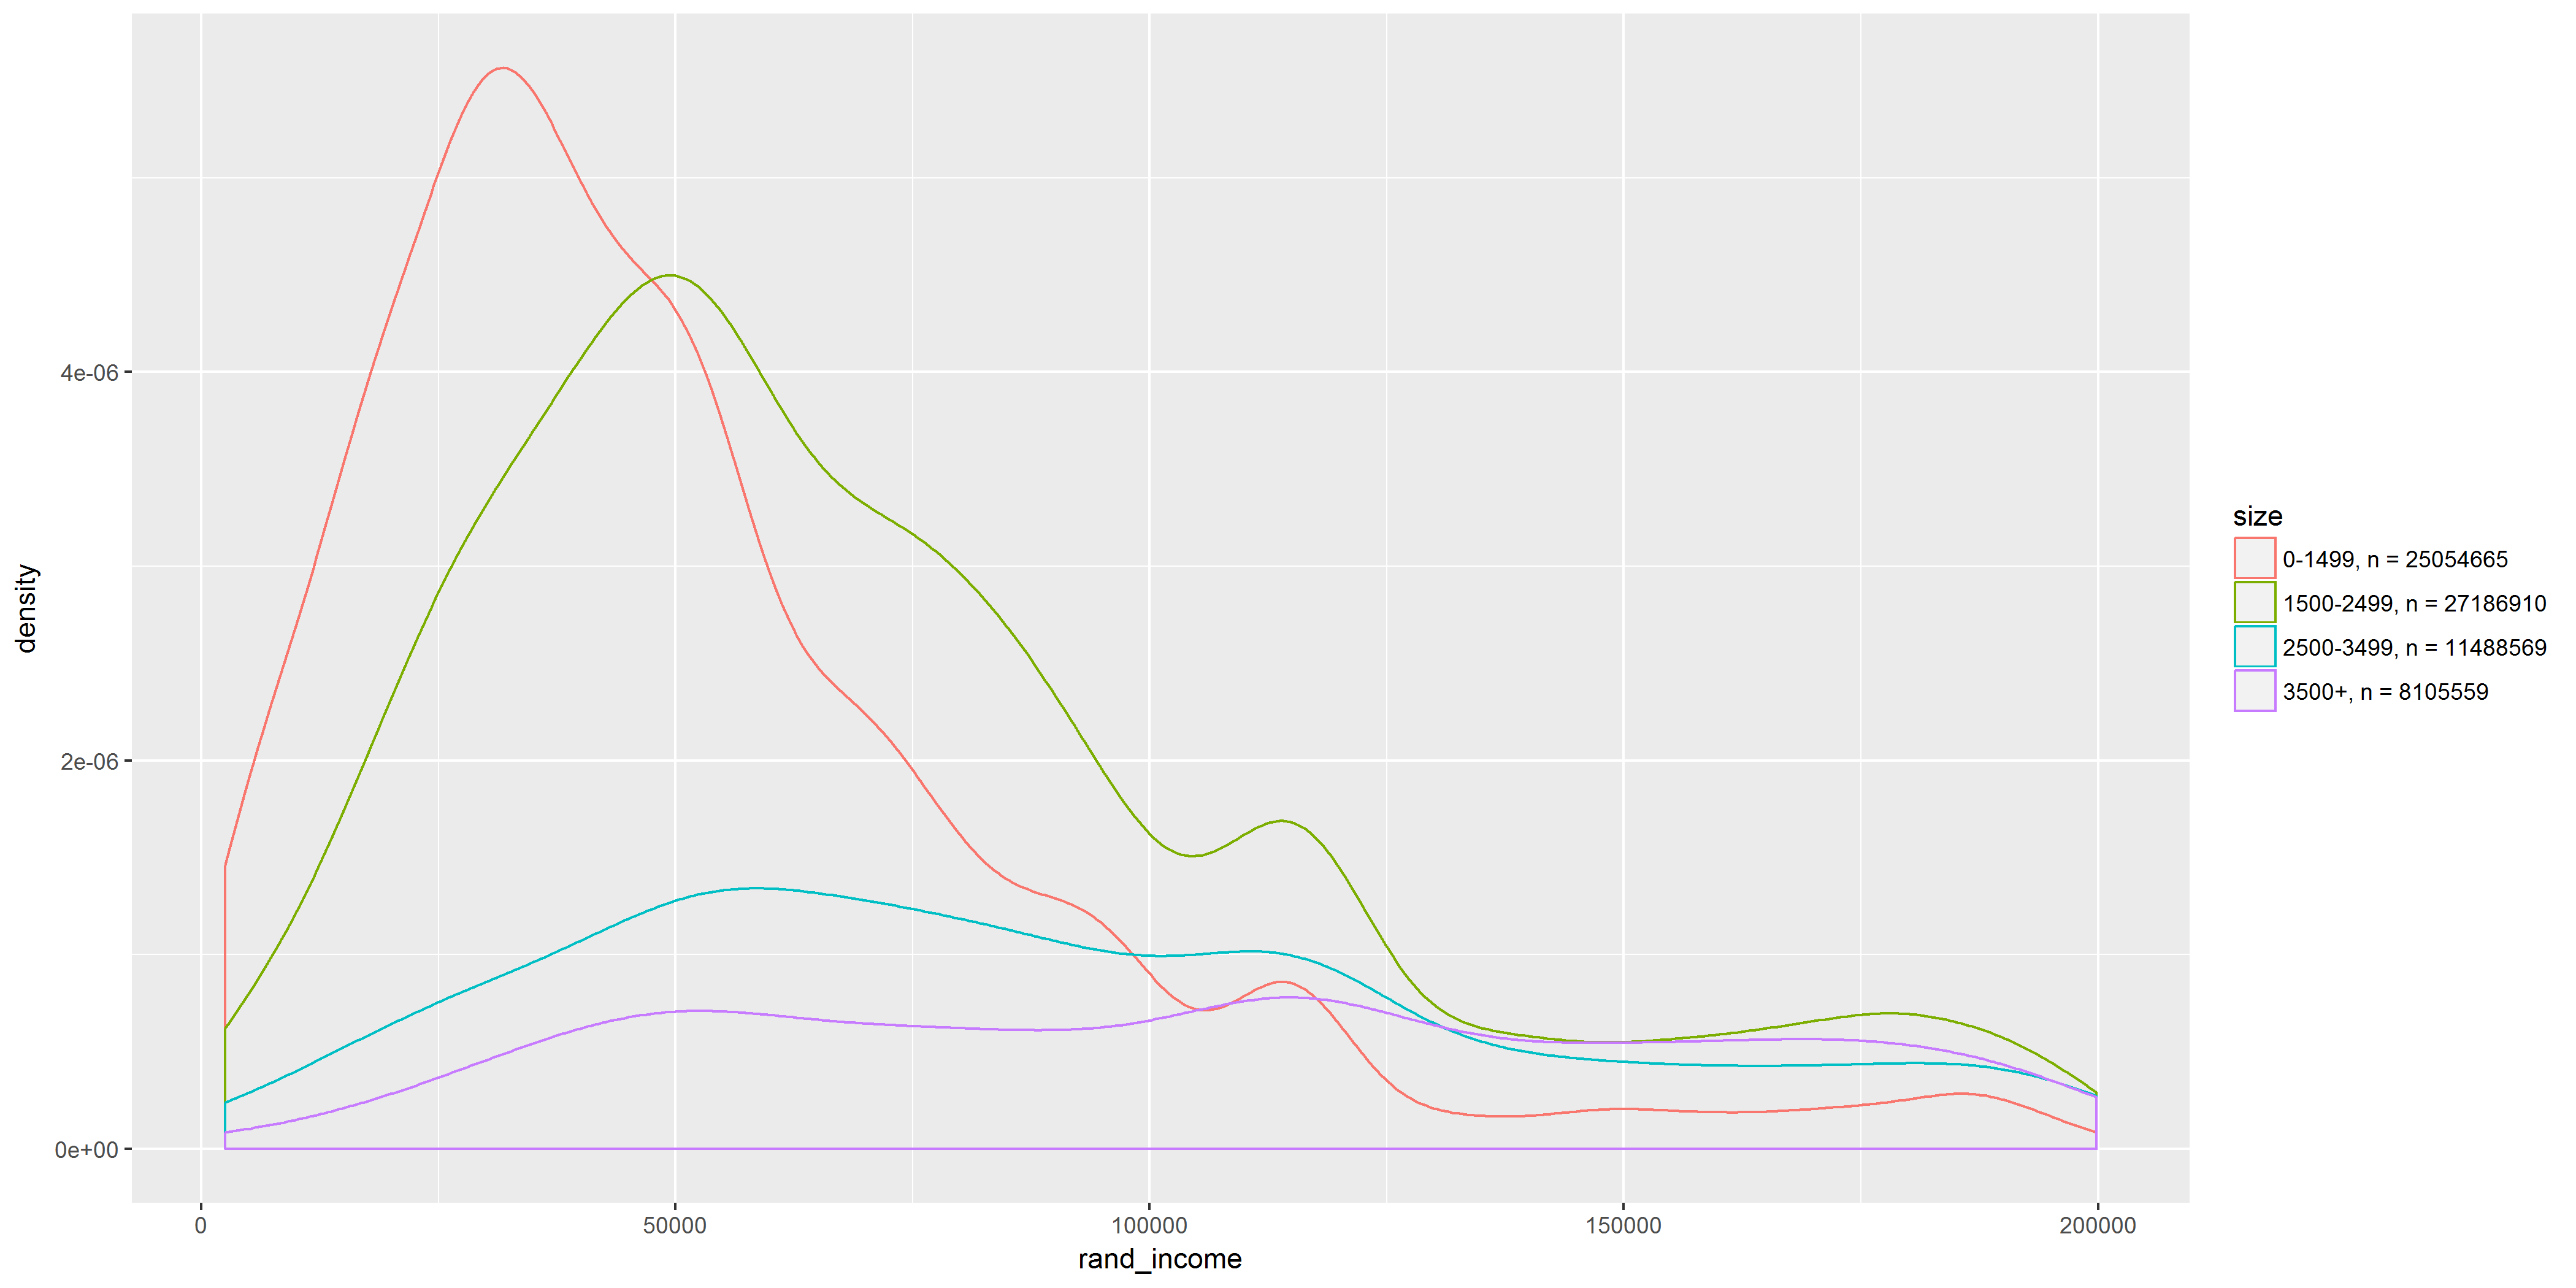 density
4e-06
2e-06
0e+00
0
50000
100000
150000
200000
rand_income
size
0-1499, n = 25054665
1500-2499, n = 27186910
2500-3499, n = 11488569
3500+, n = 8105559